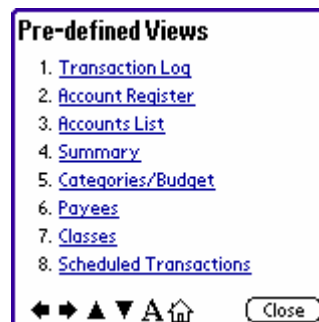 Pre-defined Views
1. Transaction Log
2. Account Register
3. Accounts List
4. Summary
5. Categories/Budget
6. Payees
7. Classes
8. Scheduled Transactions
A
Close